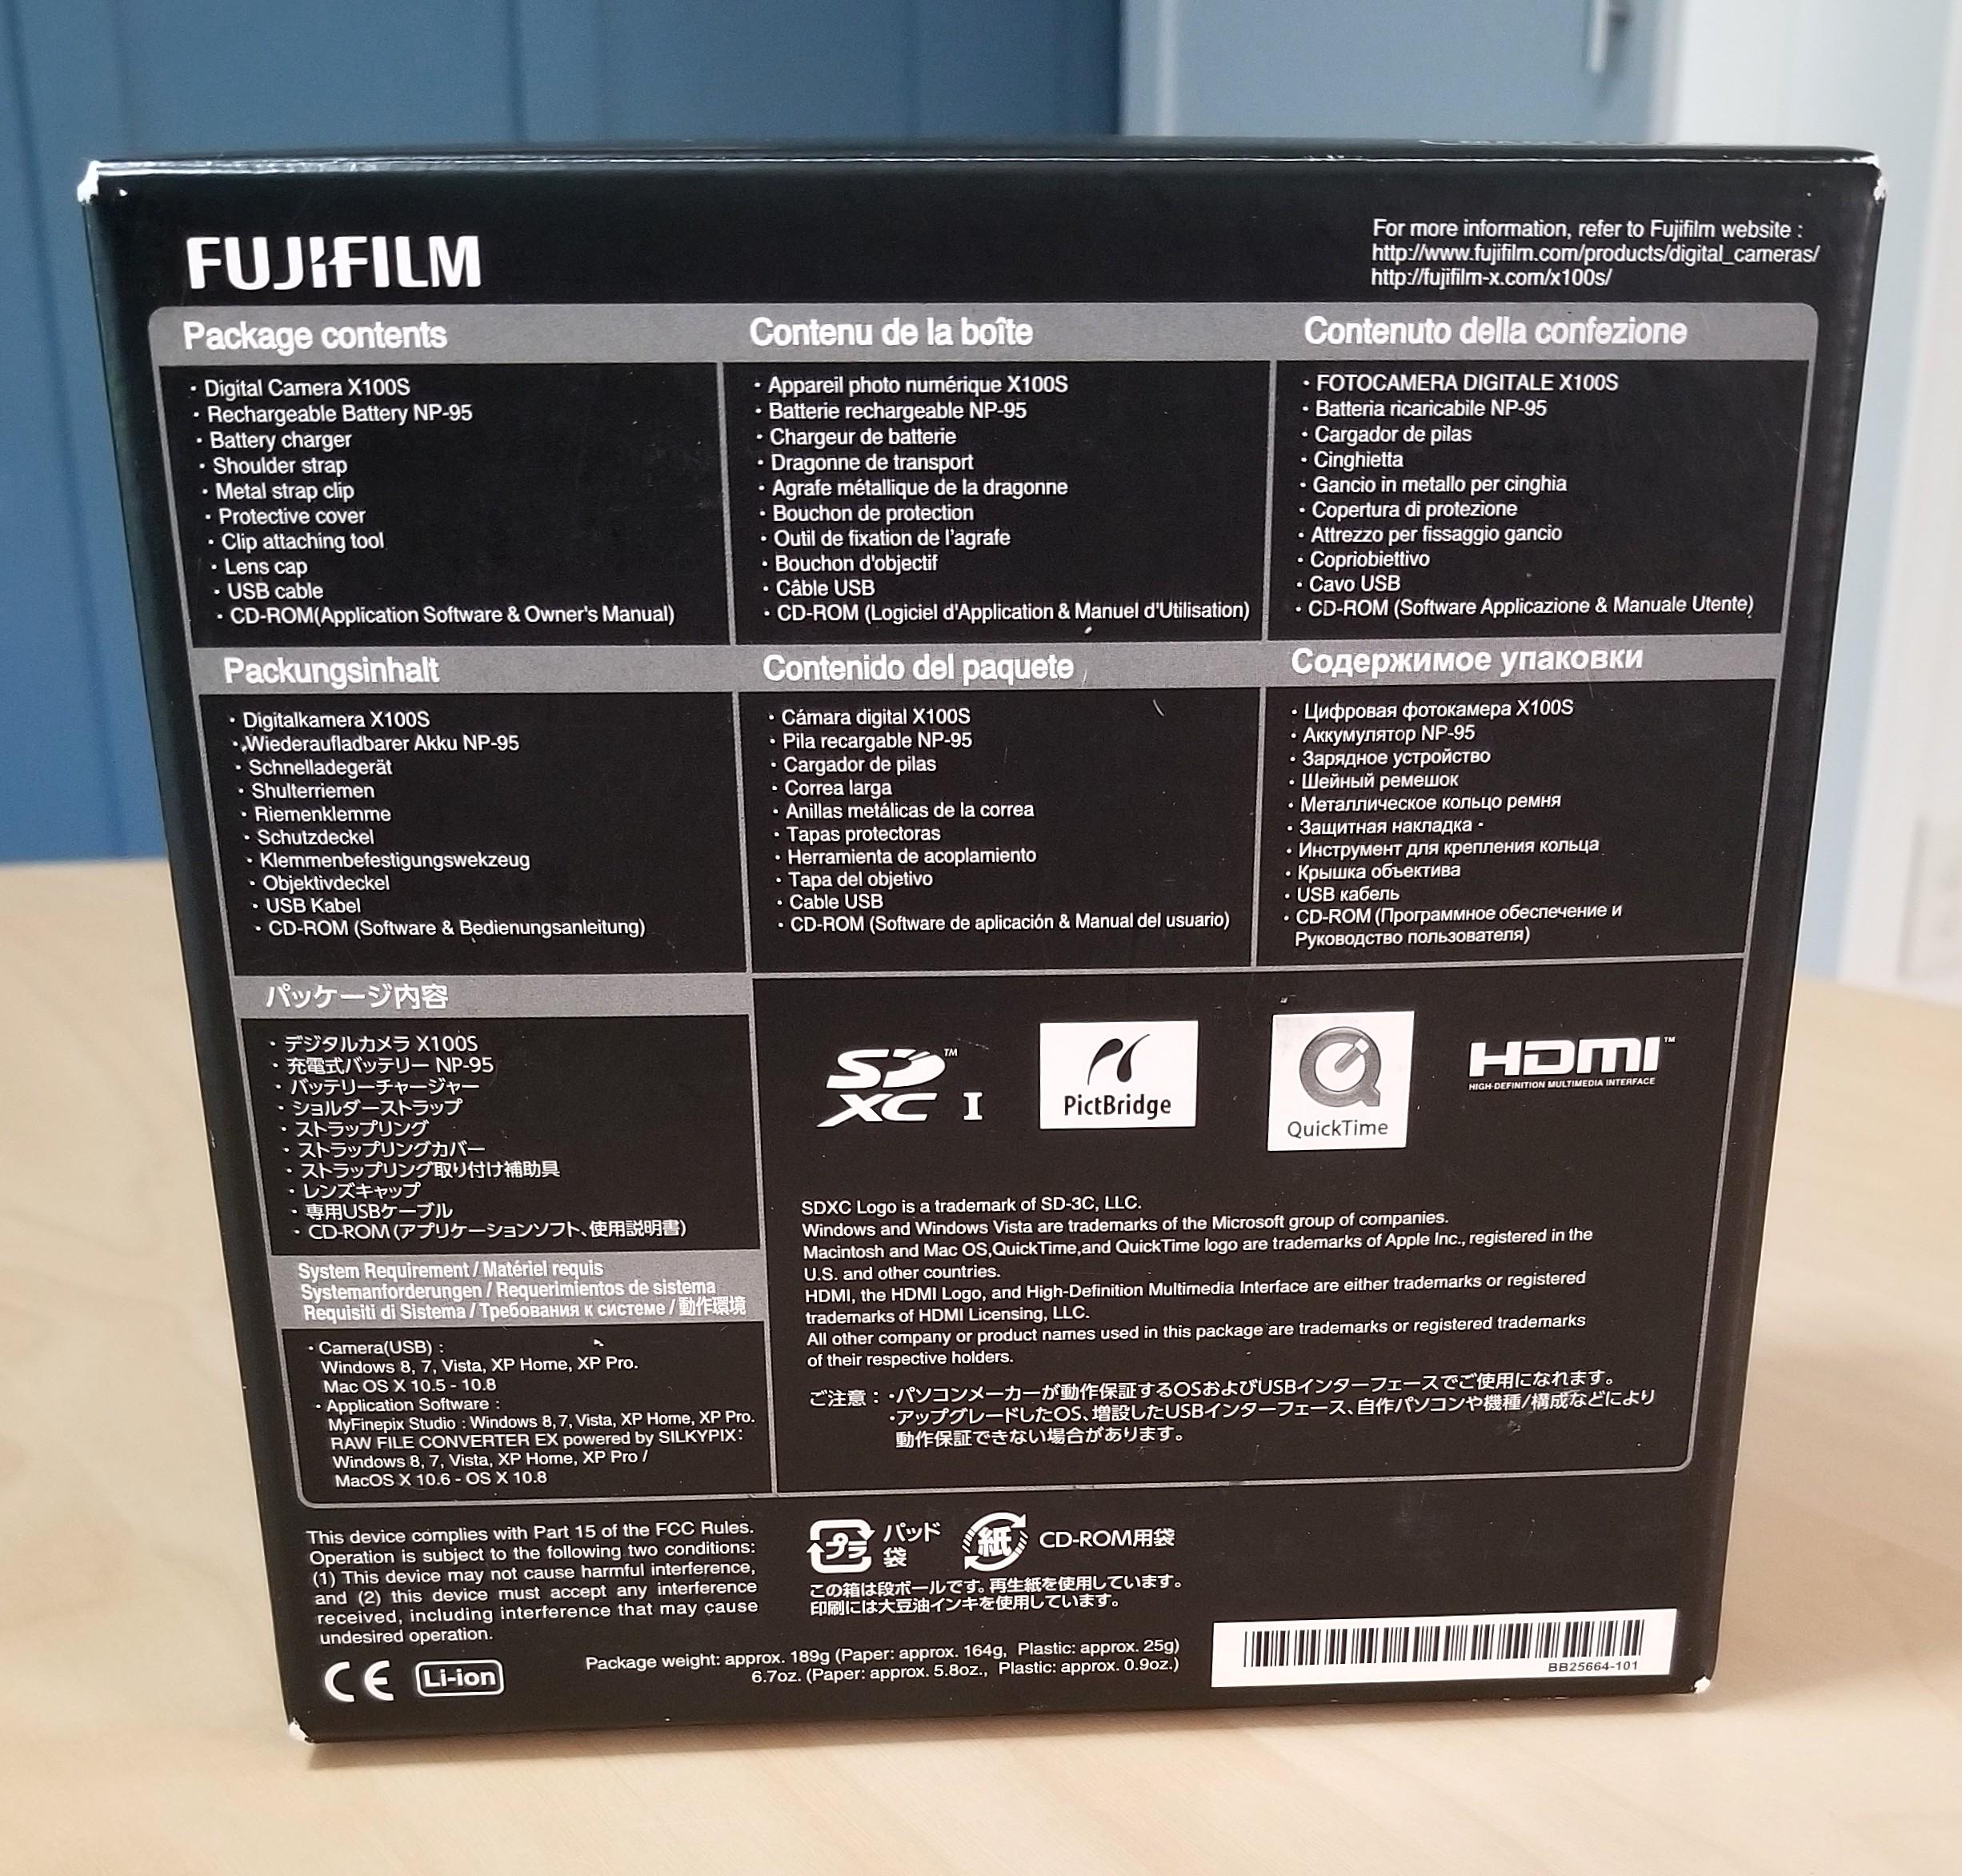 FUJIFILM
For more information, refer to Fujifilm website :
http://www.fujifilm.com/products/digital_cameras/
http://fujifilm-x.com/x100s/
Package contents
· Digital Camera X100S
· Rechargeable Battery NP-95
· Battery charger
· Shoulder strap
· Metal strap clip
· Protective cover
· Clip attaching tool
· Lens cap
· USB cable
· CD-ROM(Application Software & Owner's Manual)
Contenu de la boîte
· Appareil photo numérique X100S
· Batterie rechargeable NP-95
· Chargeur de batterie
· Dragonne de transport
· Agrafe métallique de la dragonne
· Bouchon de protection
· Outil de fixation de l'agrafe
· Bouchon d'objectif
· Câble USB
· CD-ROM (Logiciel d'Application & Manuel d'Utilisation)
Contenuto della confezione
· FOTOCAMERA DIGITALE X100S
· Batteria ricaricabile NP-95
· Cargador de pilas
· Cinghietta
· Gancio in metallo per cinghia
· Copertura di protezione
· Attrezzo per fissaggio gancio
· Copriobiettivo
· Cavo USB
· CD-ROM (Software Applicazione & Manuale Utente)
Packungsinhalt
· Digitalkamera X100S
· Wiederaufladbarer Akku NP-95
· Schnelladegerät
· Shulterriemen
· Riemenklemme
· Schutzdeckel
· Klemmenbefestigungswekzeug
· Objektivdeckel
· USB Kabel
· CD-ROM (Software & Bedienungsanleitung)
Contenido del paquete
· Cámara digital X100S
· Pila recargable NP-95
· Cargador de pilas
· Correa larga
· Anillas metálicas de la correa
· Tapas protectoras
· Herramienta de acoplamiento
· Tapa del objetivo
· Cable USB
· CD-ROM (Software de aplicación & Manual del usuario)
Содержимое упаковки
· Цифровая фотокамера X100S
· Аккумулятор NP-95
· Зарядное устройство
· Шейный ремешок
· Металлическое кольцо ремня
· Защитная накладка
· Инструмент для крепления кольца
· Крышка объектива
· USB кабель
· CD-ROM (Программное обеспечение и
Руководство пользователя)
パッケージ内容
· デジタルカメラ X100S
· 充電式バッテリー NP-95
· バッテリーチャージャー
· ショルダーストラップ
· ストラップリング
· ストラップリングカバー
· ストラップリング取り付け補助具
· レンズキャップ
· 専用USBケーブル
· CD-ROM (アプリケーションソフト、使用説明書)
System Requirement / Matériel requis
Systemanforderungen / Requerimientos de sistema
Requisiti di Sistema / Требования к системе / 動作環境
· Camera(USB) :
Windows 8, 7, Vista, XP Home, XP Pro.
Mac OS X 10.5 - 10.8
· Application Software :
MyFinepix Studio : Windows 8, 7, Vista, XP Home, XP Pro.
RAW FILE CONVERTER EX powered by SILKYPIX:
Windows 8, 7, Vista, XP Home, XP Pro /
MacOS X 10.6 - OS X 10.8
SD™
XC I
PictBridge
QuickTime
HDMI™
HIGH-DEFINITION MULTIMEDIA INTERFACE
SDXC Logo is a trademark of SD-3C, LLC.
Windows and Windows Vista are trademarks of the Microsoft group of companies.
Macintosh and Mac OS,QuickTime,and QuickTime logo are trademarks of Apple Inc., registered in the
U.S. and other countries.
HDMI, the HDMI Logo, and High-Definition Multimedia Interface are either trademarks or registered
trademarks of HDMI Licensing, LLC.
All other company or product names used in this package are trademarks or registered trademarks
of their respective holders.
ご注意：·パソコンメーカーが動作保証するOSおよびUSBインターフェースでご使用になれます。
·アップグレードしたOS、増設したUSBインターフェース、自作パソコンや機種/構成などにより
動作保証できない場合があります。
This device complies with Part 15 of the FCC Rules.
Operation is subject to the following two conditions:
(1) This device may not cause harmful interference,
and (2) this device must accept any interference
received, including interference that may cause
undesired operation.
CE Li-ion
プラ パッド
袋
紙 CD-ROM用袋
この箱は段ボールです。再生紙を使用しています。
印刷には大豆油インキを使用しています。
Package weight: approx. 189g (Paper: approx. 164g, Plastic: approx. 25g)
6.7oz. (Paper: approx. 5.8oz., Plastic: approx. 0.9oz.)
BB25664-101